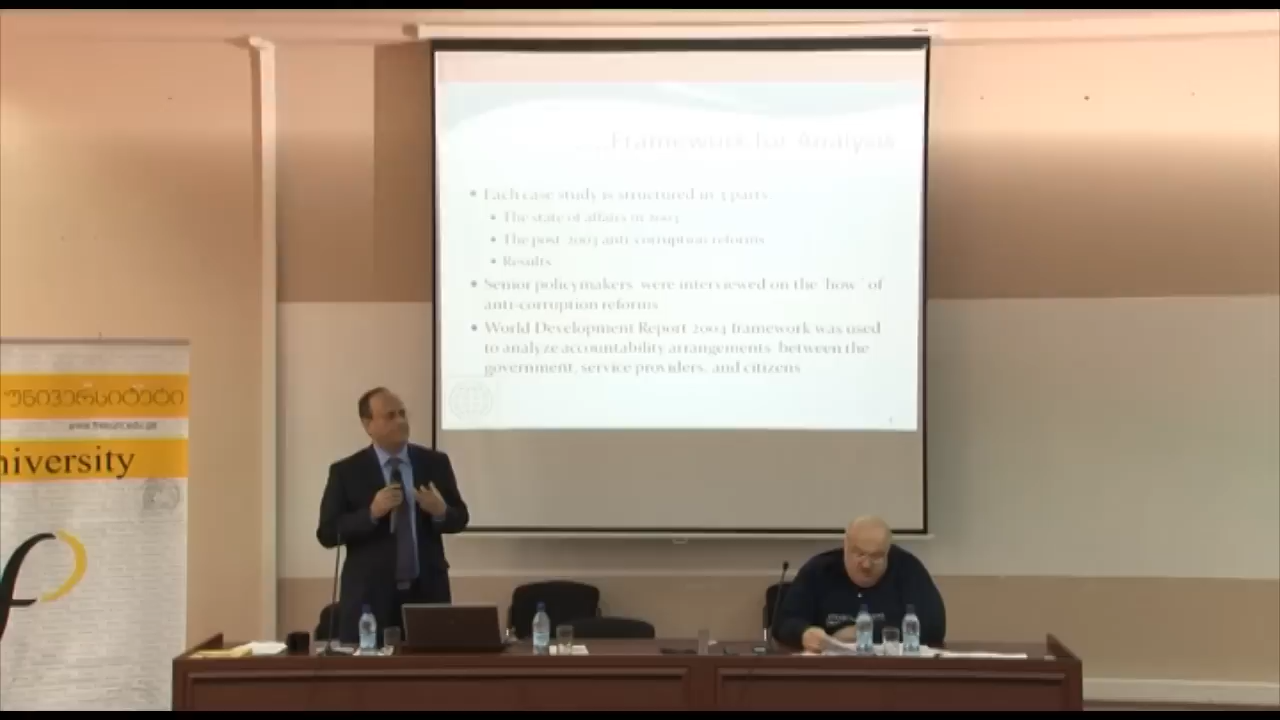 Framework for Analysis
• Each case study is structured in 3 parts
• The state of affairs in 2003
• The post 2003 anti-corruption reforms
• Results
• Senior policymakers were interviewed on the "how" of
anti-corruption reforms
• World Development Report 2004 framework was used
to analyze accountability arrangements between the
government, service providers, and citizens
უნივერსიტეტი
www.freeuni.edu.ge
niversity